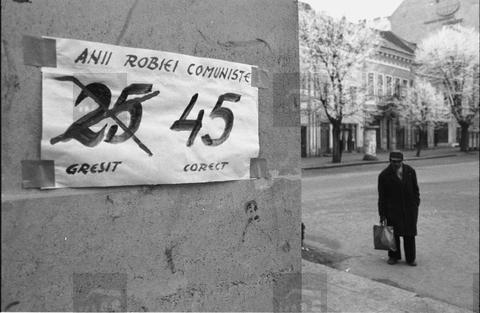 ANII ROBIEI COMUNISTE
25 45
GRESIT CORECT